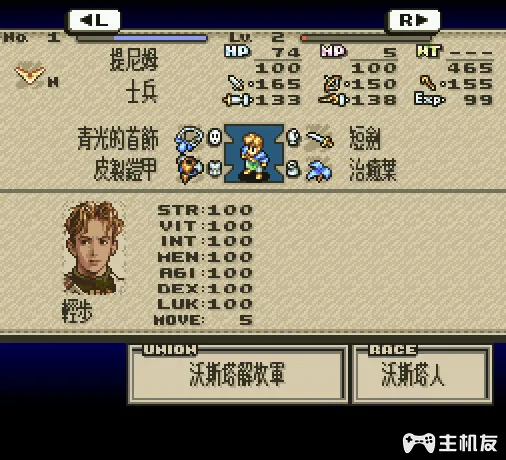 ◀L R▶
No. 1 Lv. 2
提尼姆 HP 74 MP 5 WT ---
N 100 100 465
士兵 165 150 155
133 138 Exp 99
青光的首飾 短劍
皮製鎧甲 治癒葉
STR:100
VIT:100
INT:100
MEN:100
AGI:100
DEX:100
LUK:100
輕步 MOVE: 5
UNION RACE
沃斯塔解放軍 沃斯塔人
主机友